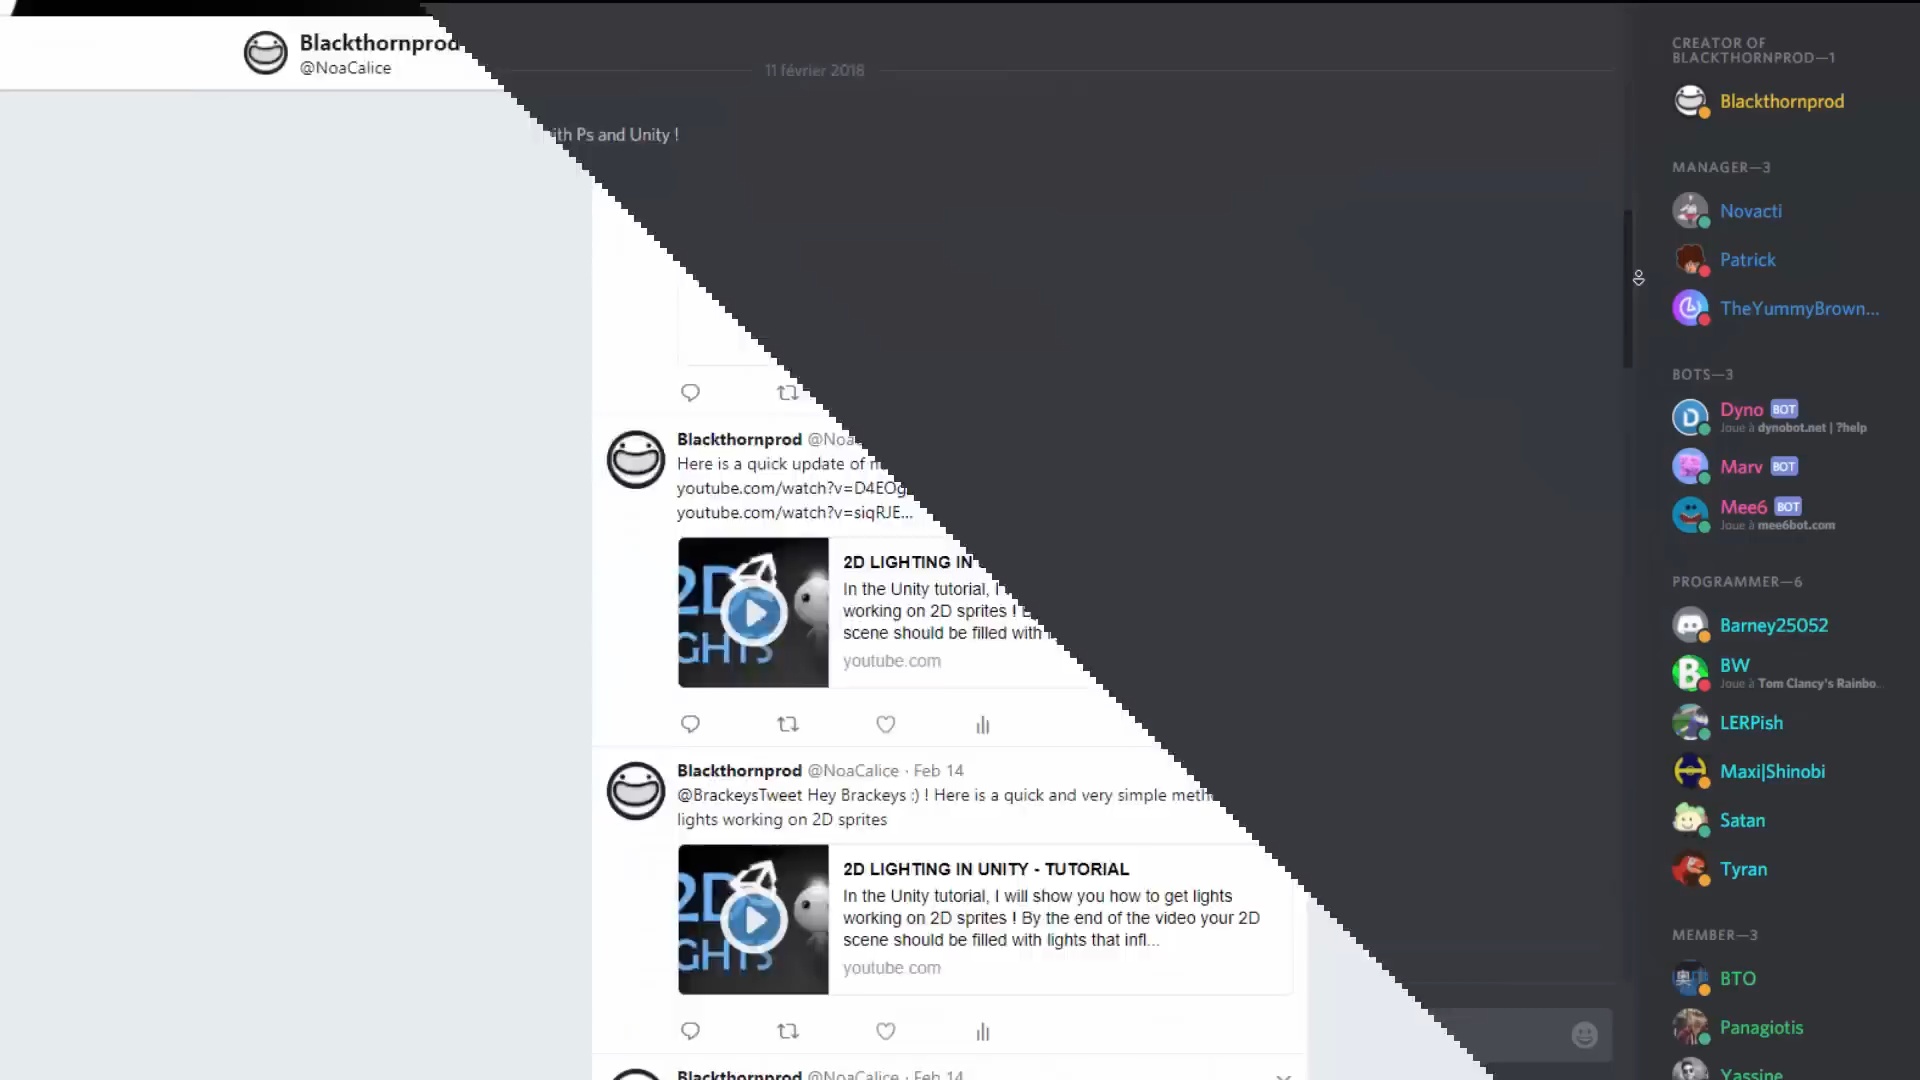 Blackthornprod
@NoaCalice
11 février 2018
with Ps and Unity !
Blackthornprod @Noa
Here is a quick update of
youtube.com/watch?v=D4EOg
youtube.com/watch?v=siqRJE...
2D LIGHTING IN
In the Unity tutorial, I
working on 2D sprites !
scene should be filled with
youtube.com
2D
GHTS
Blackthornprod @NoaCalice · Feb 14
@BrackeysTweet Hey Brackeys :) ! Here is a quick and very simple meth
lights working on 2D sprites
2D LIGHTING IN UNITY - TUTORIAL
In the Unity tutorial, I will show you how to get lights
working on 2D sprites ! By the end of the video your 2D
scene should be filled with lights that infl...
youtube.com
2D
GHTS
Blackthornprod @NoaCalice · Feb 14
CREATOR OF
BLACKTHORNPROD—1
Blackthornprod
MANAGER—3
Novacti
Patrick
TheYummyBrown...
BOTS—3
Dyno BOT
Joue à dynobot.net | ?help
Marv BOT
Mee6 BOT
Joue à mee6bot.com
PROGRAMMER—6
Barney25052
BW
Joue à Tom Clancy's Rainbo...
LERPish
Maxi|Shinobi
Satan
Tyran
MEMBER—3
BTO
Panagiotis
Yassine